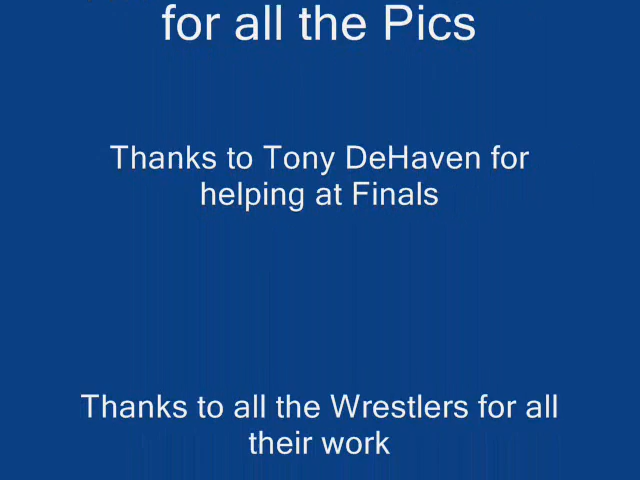 for all the Pics
Thanks to Tony DeHaven for
helping at Finals
Thanks to all the Wrestlers for all
their work